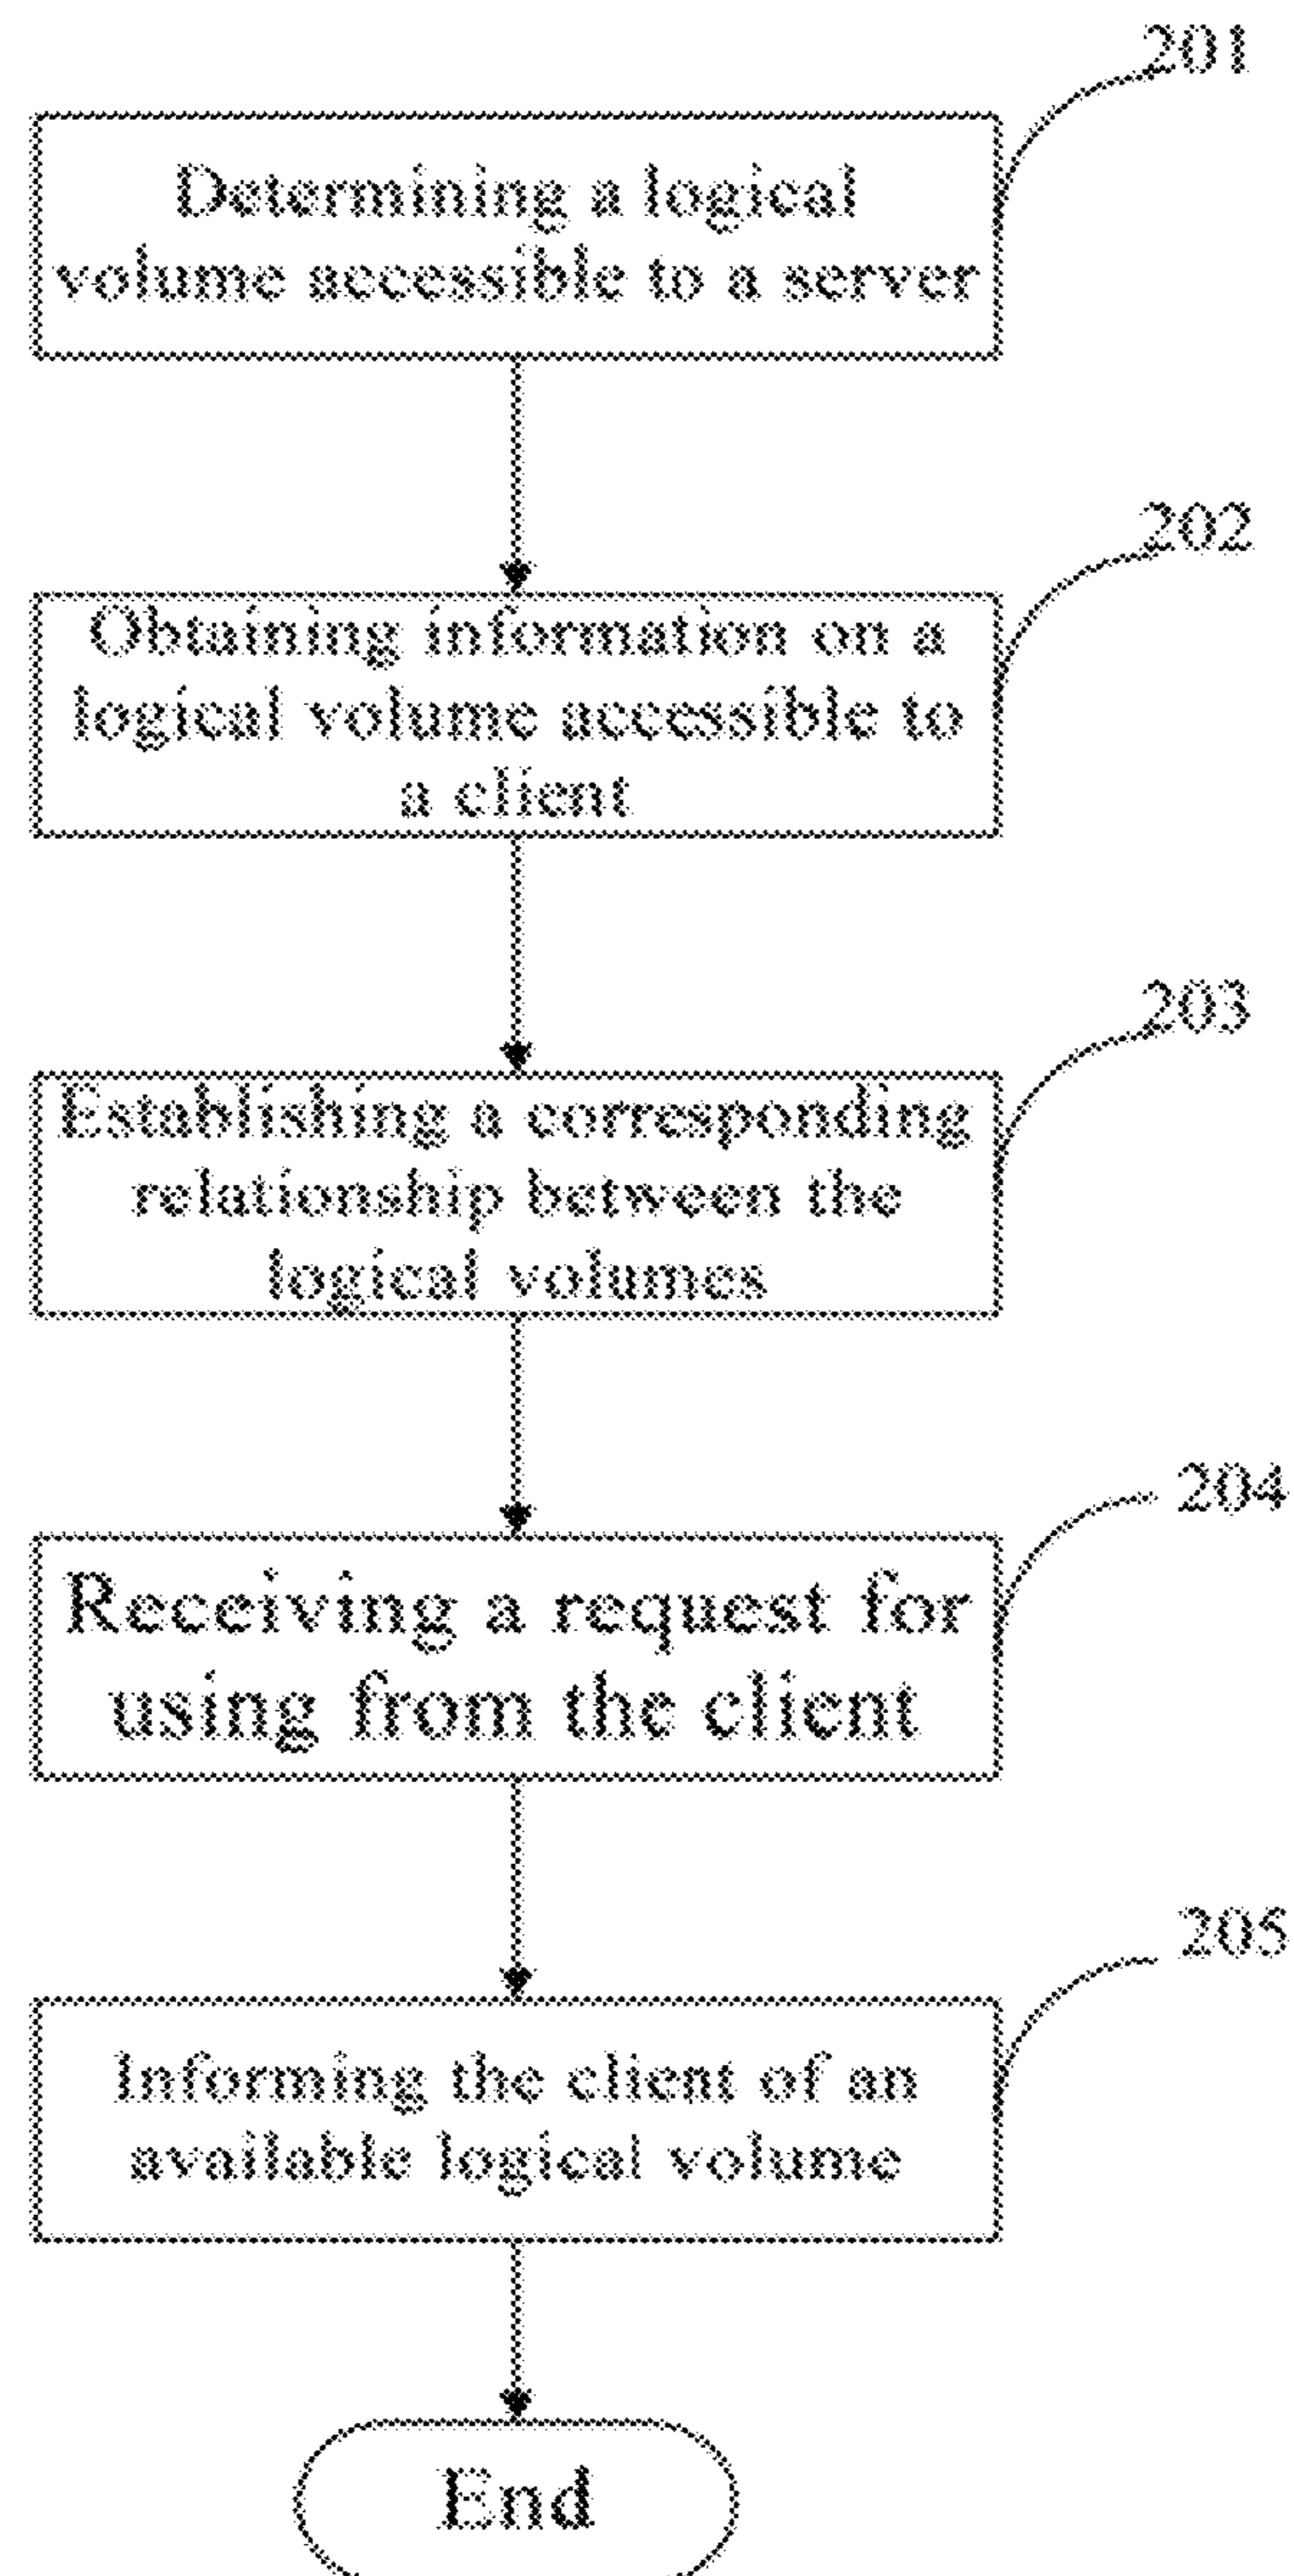 201
Determining a logical
volume accessible to a server
202
Obtaining information on a
logical volume accessible to
a client
203
Establishing a corresponding
relationship between the
logical volumes
204
Receiving a request for
using from the client
205
Informing the client of an
available logical volume
End